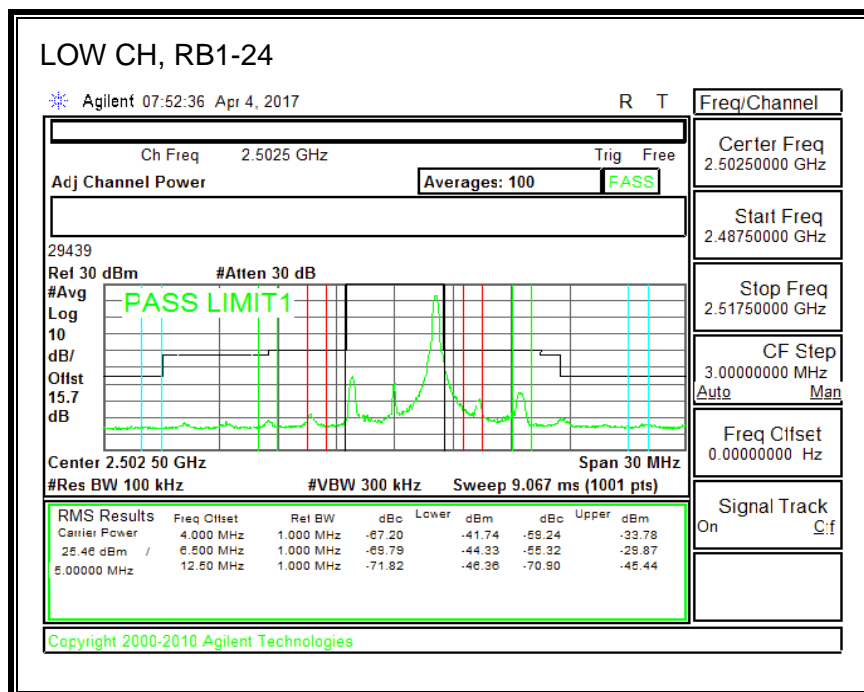 LOW CH, RB1-24
Agilent 07:52:36 Apr 4, 2017 R T
Freq/Channel
Ch Freq 2.5025 GHz Trig Free
Adj Channel Power Averages: 100 PASS
Center Freq
2.50250000 GHz
Start Freq
2.48750000 GHz
Stop Freq
2.51750000 GHz
CF Step
3.00000000 MHz
Auto Man
Freq Offset
0.00000000 Hz
Signal Track
On Off
29439
Ref 30 dBm #Atten 30 dB
#Avg
Log
10
dB/
Offst
15.7
dB
PASS LIMIT1
Center 2.502 50 GHz Span 30 MHz
#Res BW 100 kHz #VBW 300 kHz Sweep 9.067 ms (1001 pts)
RMS Results Freq Offset Ref BW dBc Lower dBm dBc Upper dBm
Carrier Power 4.000 MHz 1.000 MHz -67.20 -41.74 -59.24 -33.78
25.46 dBm / 6.500 MHz 1.000 MHz -69.79 -44.33 -55.32 -29.87
5.00000 MHz 12.50 MHz 1.000 MHz -71.82 -46.36 -70.90 -45.44
Copyright 2000-2010 Agilent Technologies